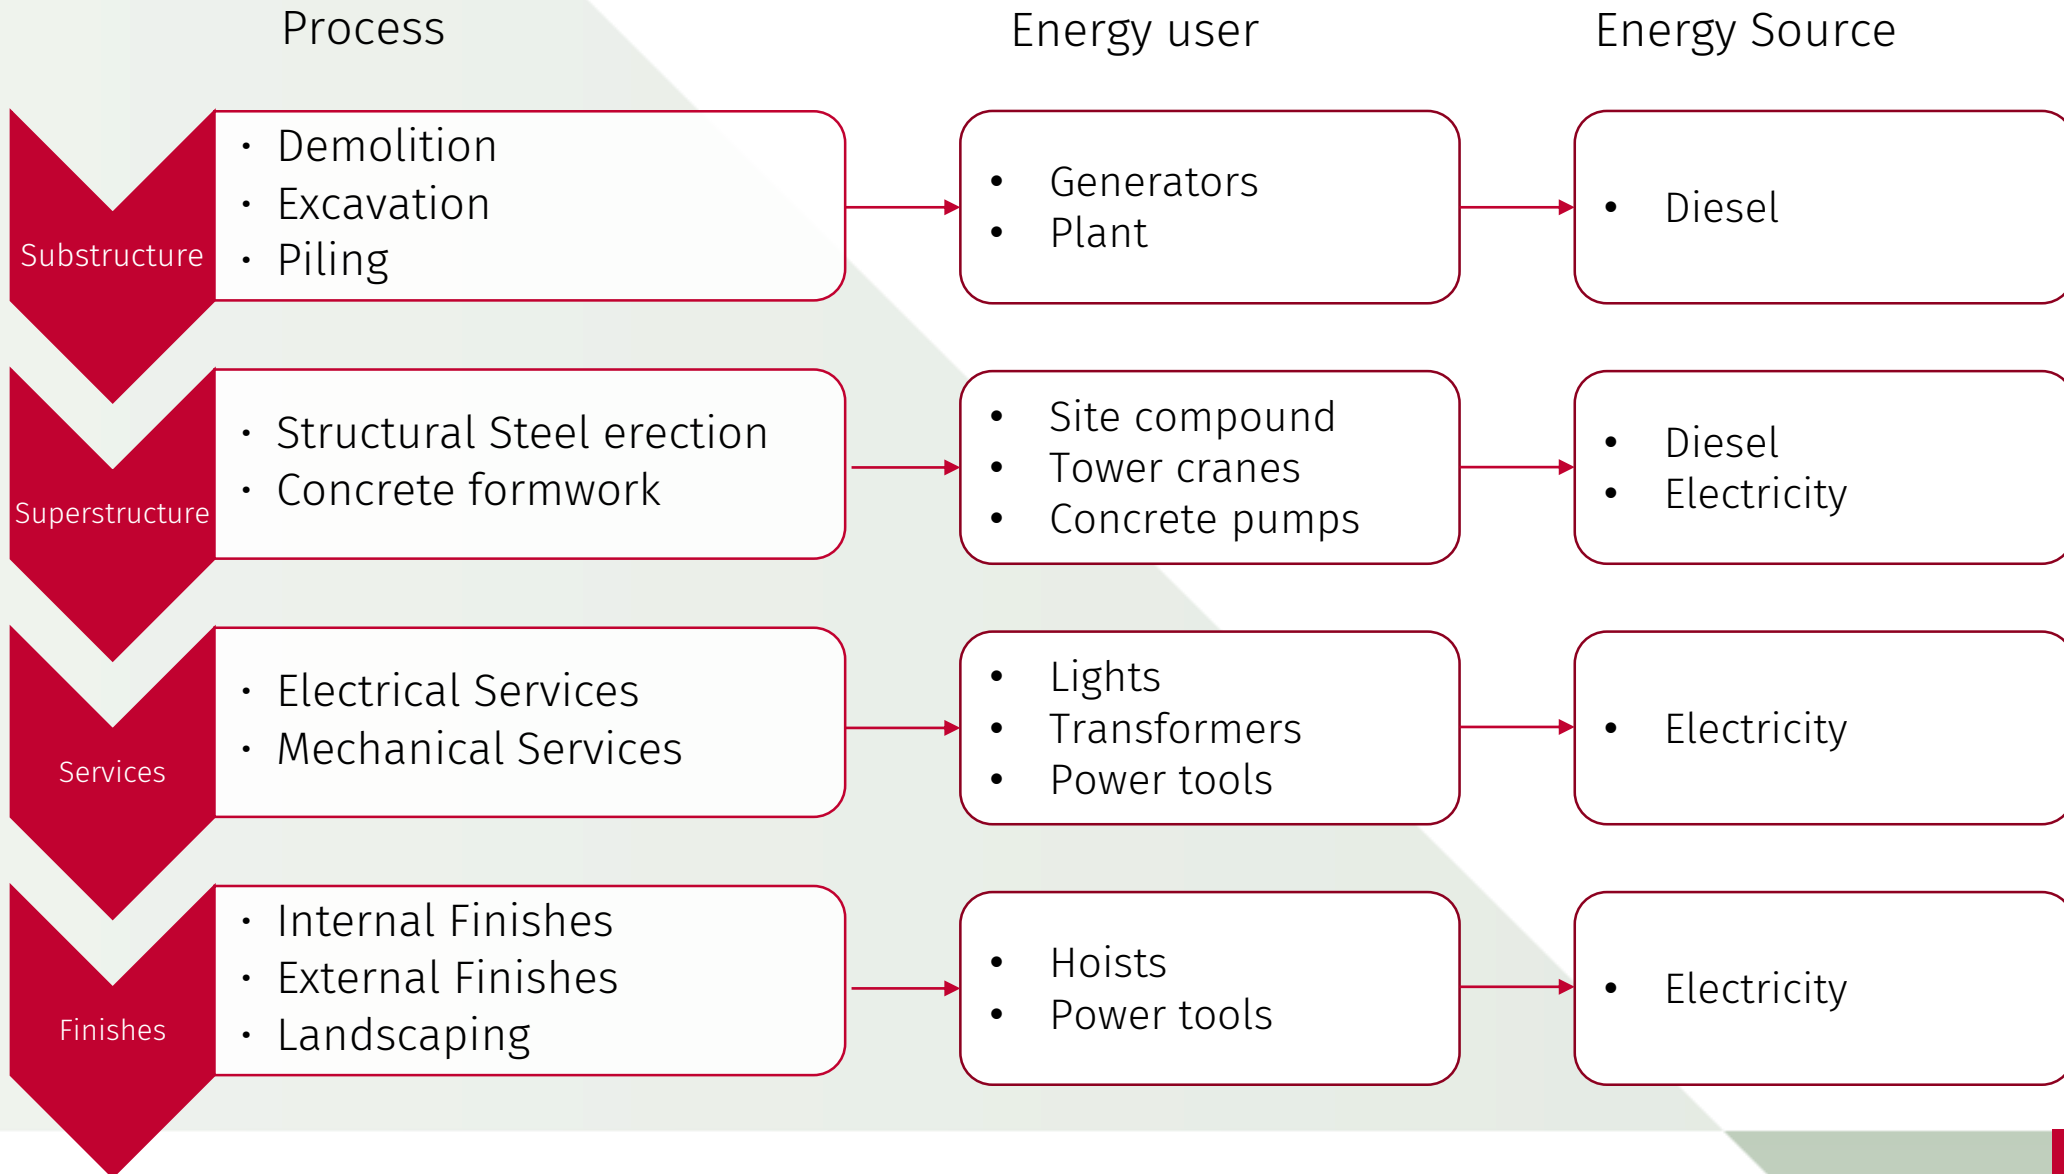 Process
Energy user
Energy Source
Substructure
· Demolition
· Excavation
· Piling
• Generators
• Plant
• Diesel
Superstructure
· Structural Steel erection
· Concrete formwork
• Site compound
• Tower cranes
• Concrete pumps
• Diesel
• Electricity
Services
· Electrical Services
· Mechanical Services
• Lights
• Transformers
• Power tools
• Electricity
Finishes
· Internal Finishes
· External Finishes
· Landscaping
• Hoists
• Power tools
• Electricity